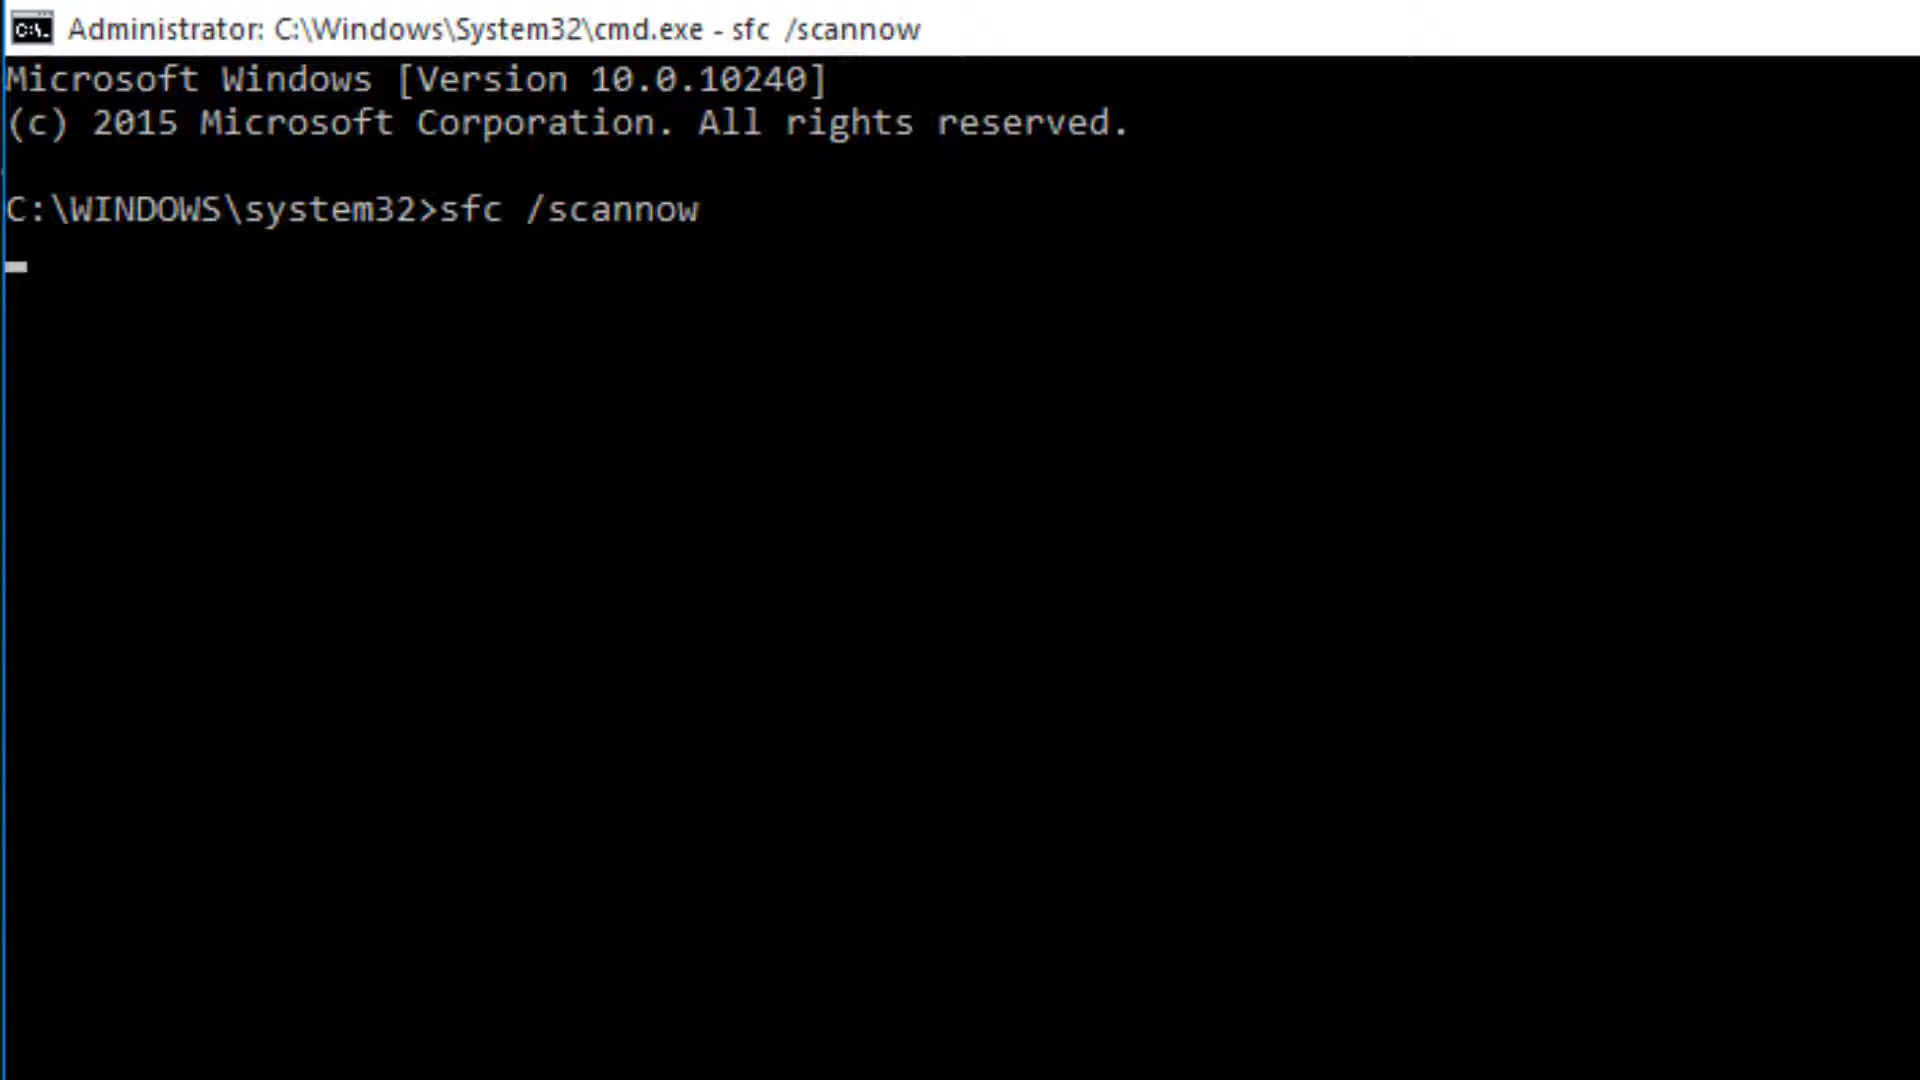 Administrator: C:\Windows\System32\cmd.exe - sfc /scannow
Microsoft Windows [Version 10.0.10240]
(c) 2015 Microsoft Corporation. All rights reserved.
C:\WINDOWS\system32>sfc /scannow